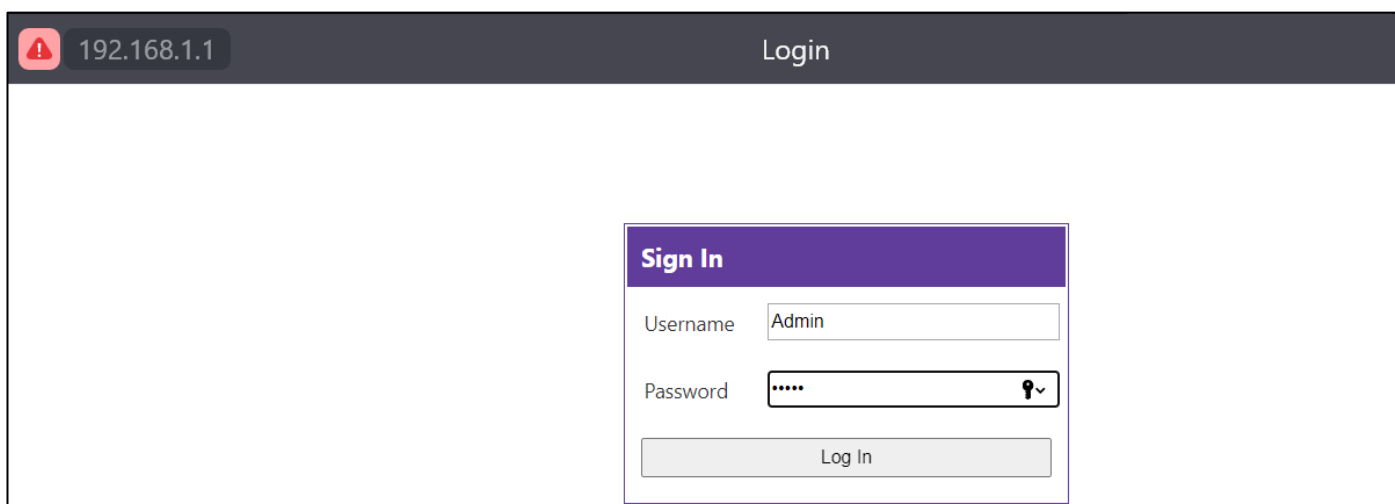 192.168.1.1 Login
Sign In
Username Admin
Password •••••
Log In